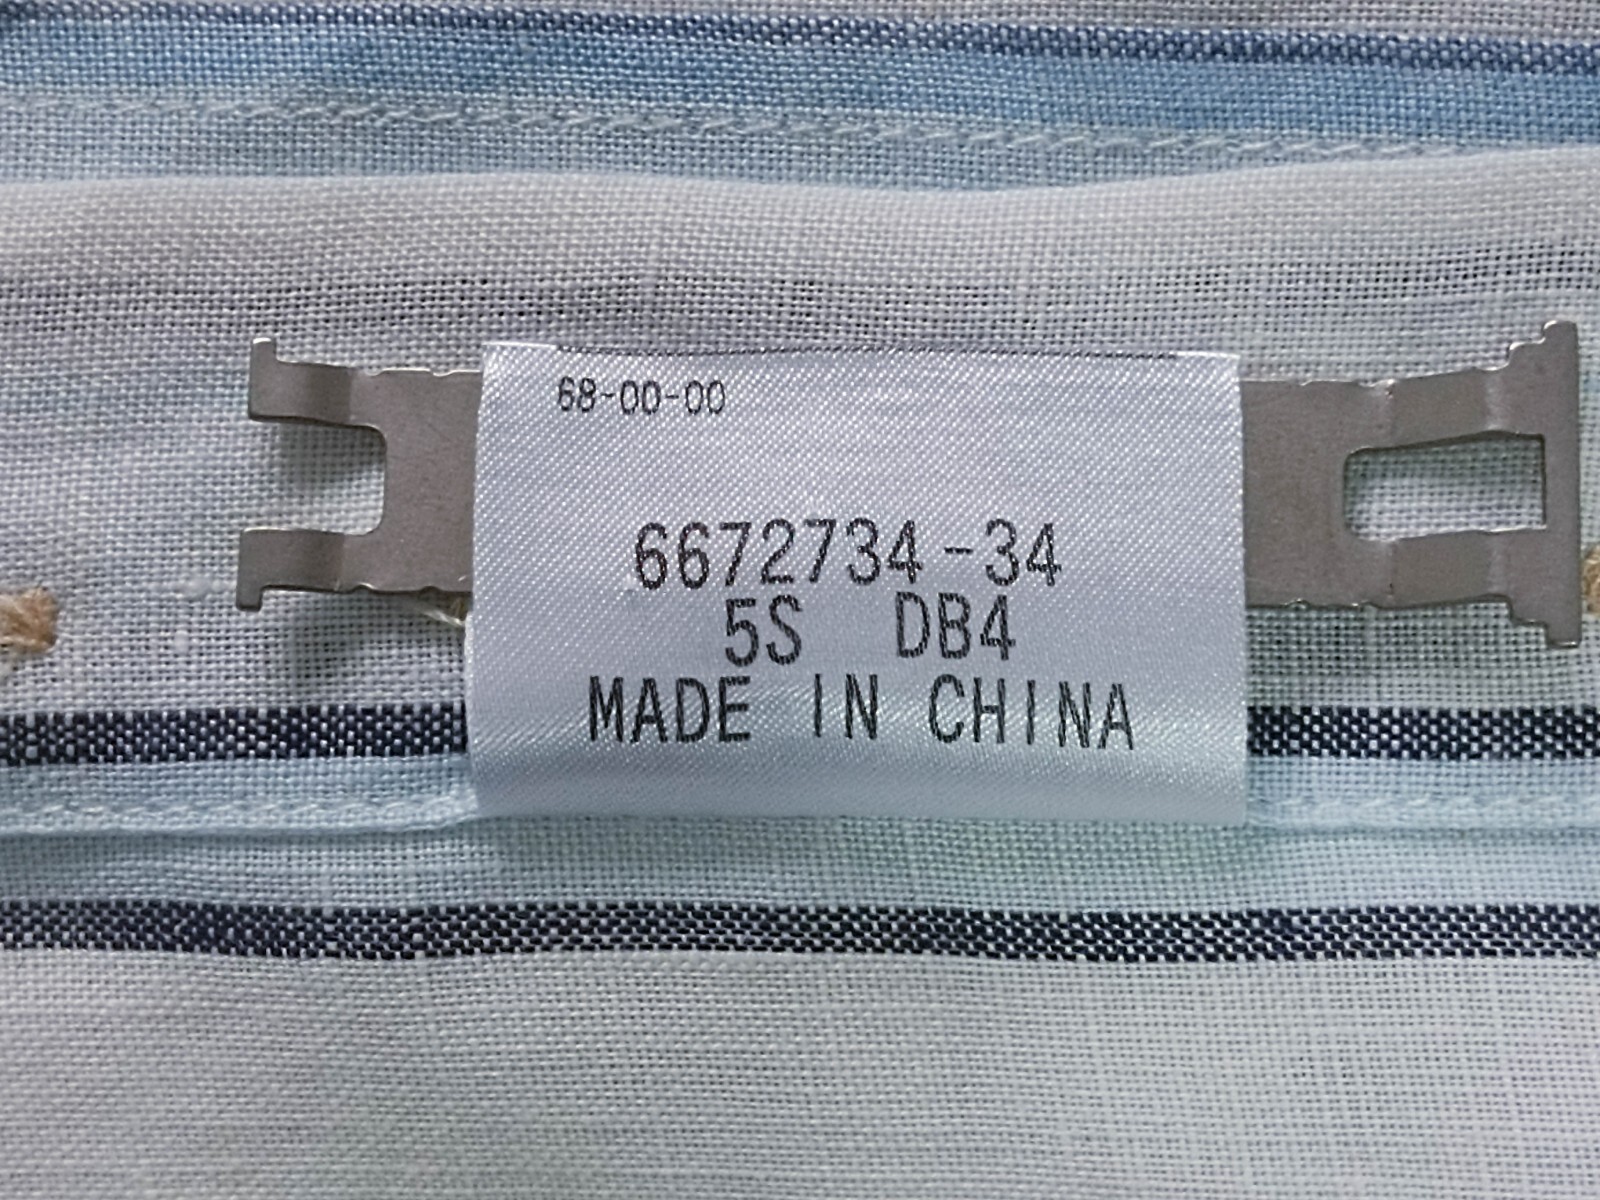 68-00-00
6672734-34
5S DB4
MADE IN CHINA